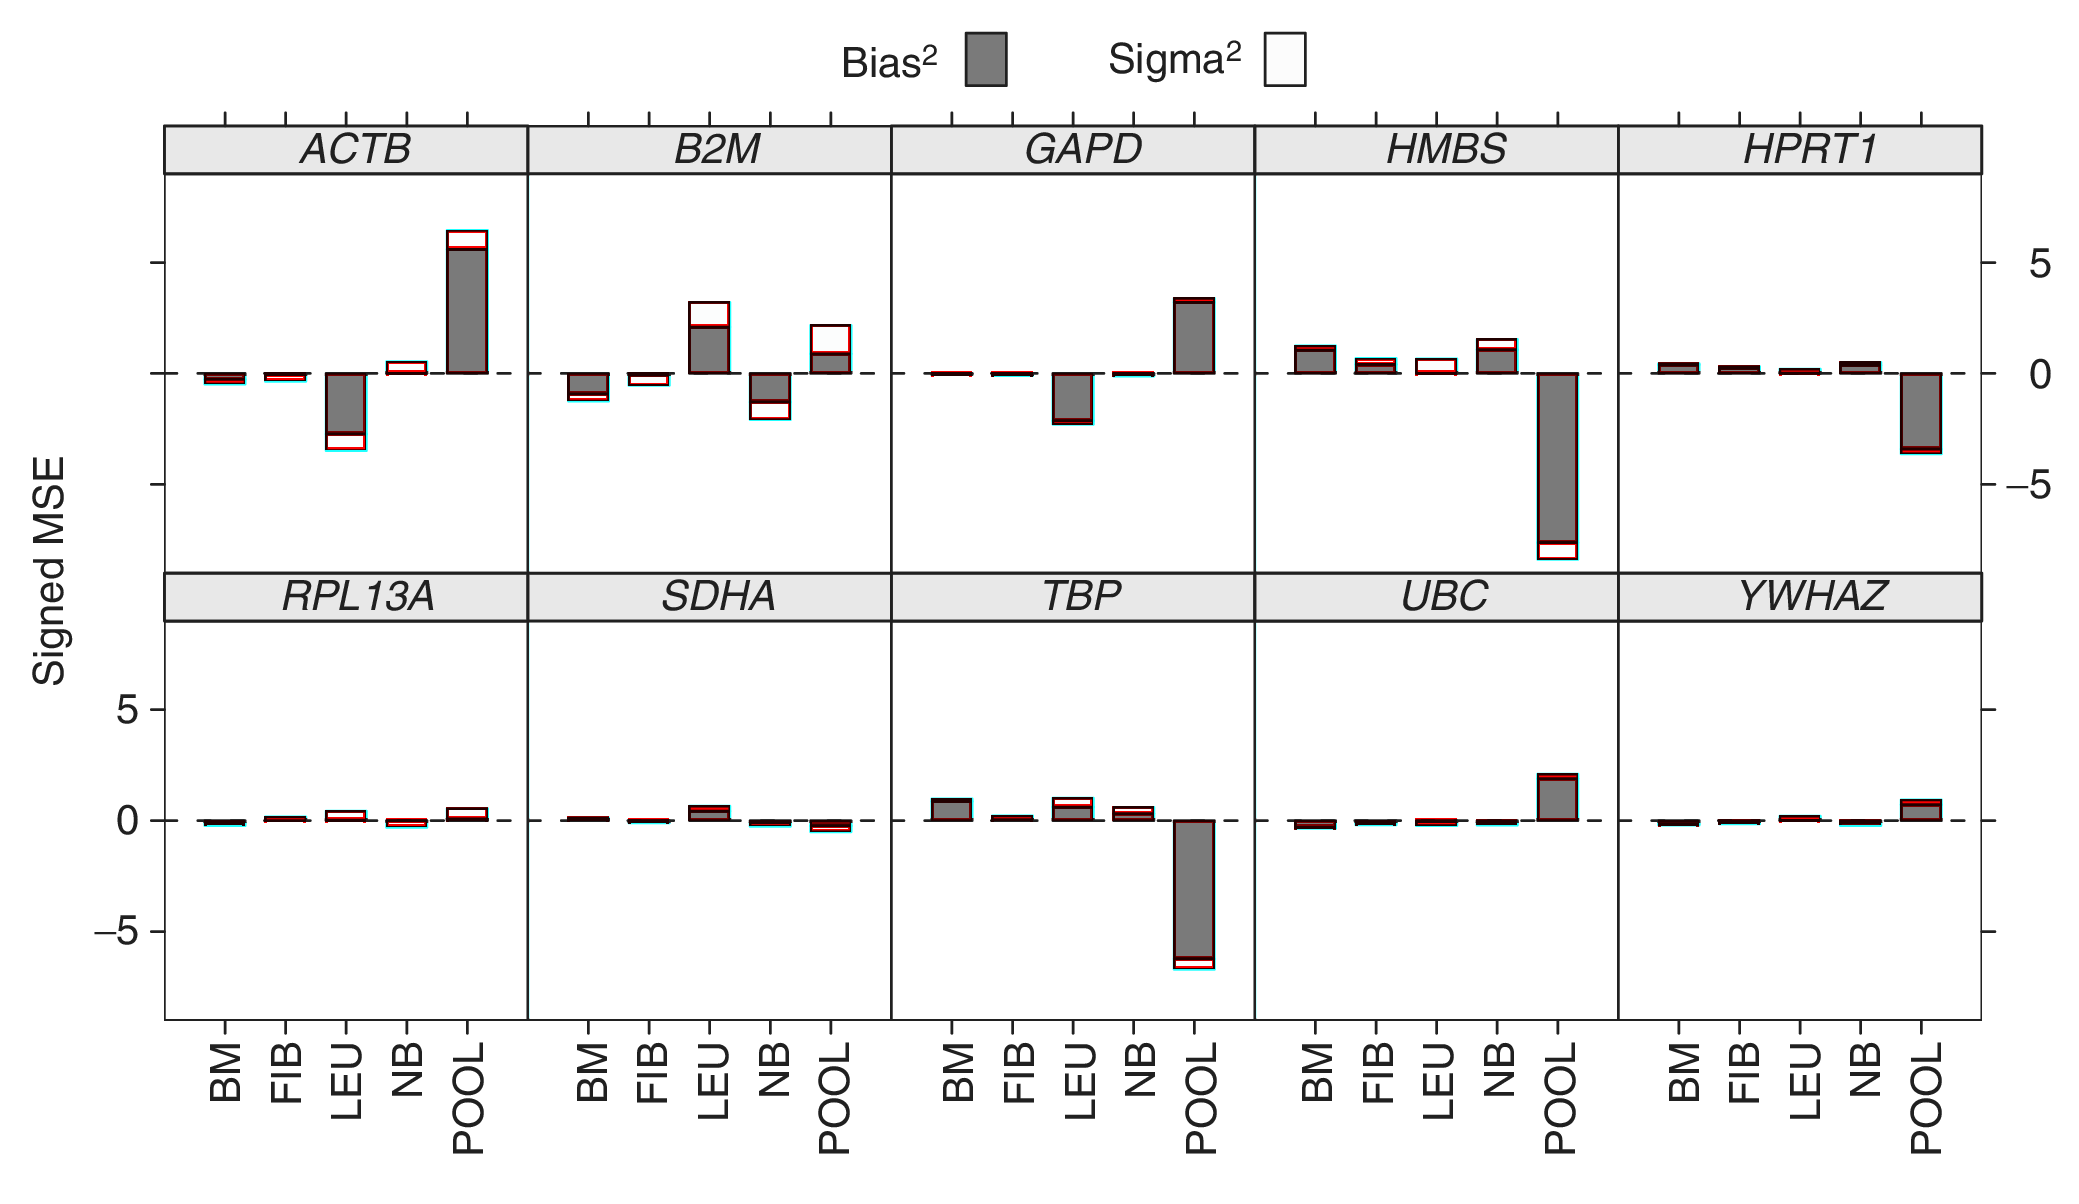 Bias² Sigma²
ACTB B2M GAPD HMBS HPRT1
5
0
−5
RPL13A SDHA TBP UBC YWHAZ
5
0
−5
Signed MSE
BM FIB LEU NB POOL BM FIB LEU NB POOL BM FIB LEU NB POOL BM FIB LEU NB POOL BM FIB LEU NB POOL